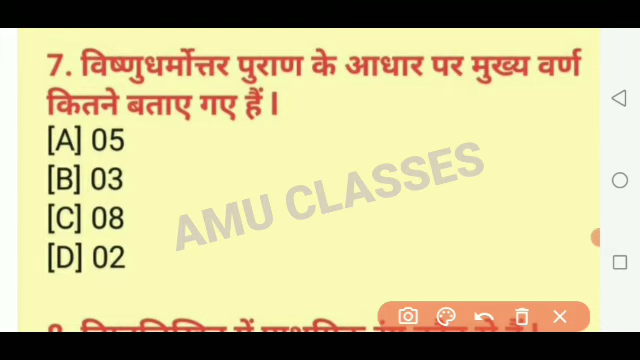 7. विष्णुधर्मोत्तर पुराण के आधार पर मुख्य वर्ण
कितने बताए गए हैं I
[A] 05
[B] 03
[C] 08
[D] 02
AMU CLASSES